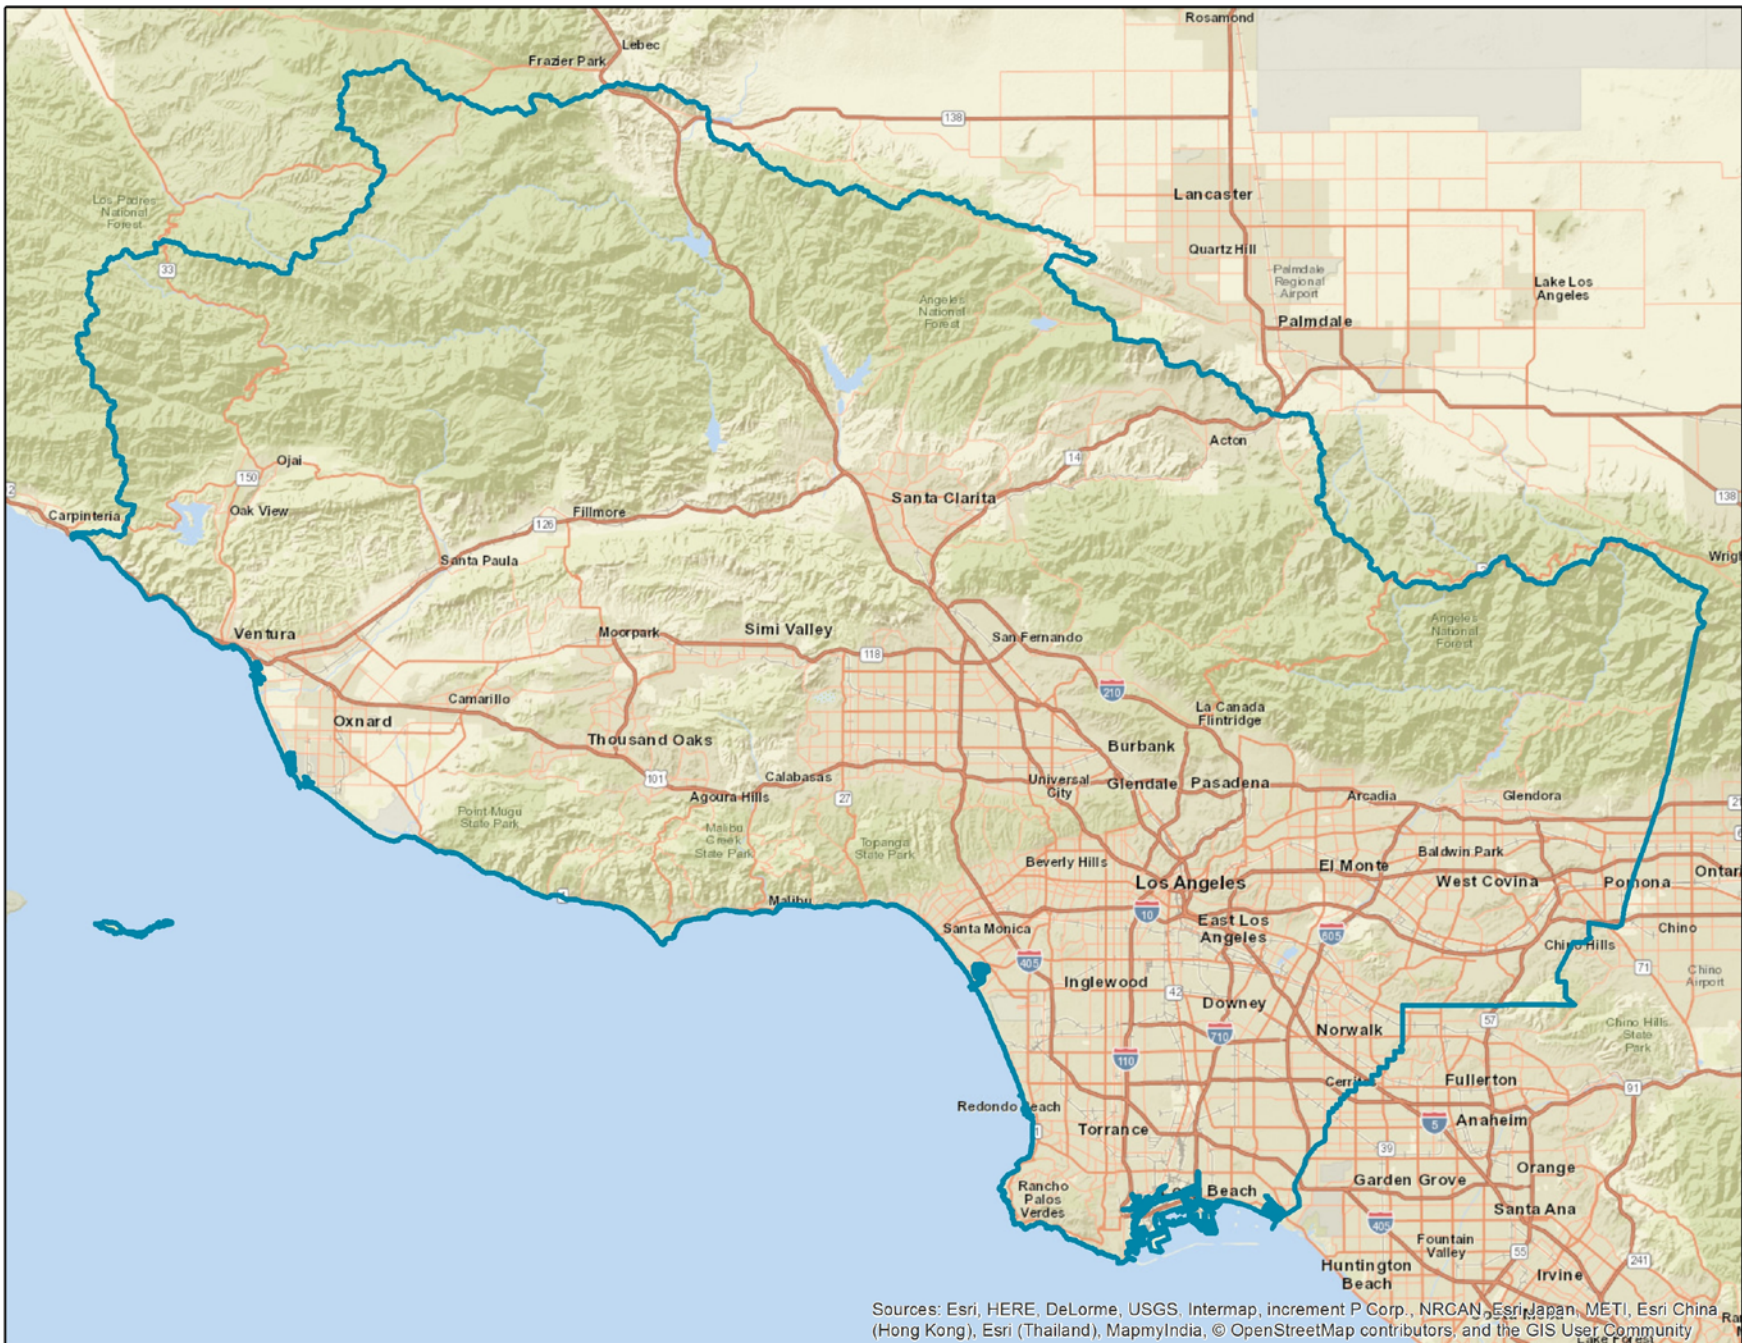 Rosamond
Lebec
Frazier Park
138
Lancaster
Los Padres
National
Forest
Quartz Hill
33
Palmdale
Regional
Airport
Lake Los
Angeles
Angeles
National
Forest
Palmdale
Acton
Ojai
14
150
Santa Clarita
138
Carpinteria
Oak View
Fillmore
126
Santa Paula
Angeles
National
Forest
Ventura
Moorpark
Simi Valley
San Fernando
118
210
Camarillo
La Canada
Flintridge
Oxnard
Thousand Oaks
Burbank
101
Calabasas
Universal
City
Glendale
Pasadena
Agoura Hills
27
Arcadia
Glendora
Point Mugu
State Park
Malibu
Creek
State Park
Topanga
State Park
Beverly Hills
Baldwin Park
El Monte
Los Angeles
West Covina
Pomona
Malibu
10
Santa Monica
East Los
Angeles
605
Chino
Chino Hills
405
71
Inglewood
42
Chino
Airport
Downey
57
Norwalk
Chino Hills
State
Park
710
110
Cerritos
Fullerton
91
Redondo Beach
Anaheim
5
1
Torrance
39
Orange
Rancho
Palos
Verdes
Beach
Garden Grove
Santa Ana
405
Fountain
Valley
55
241
Huntington
Beach
Irvine
Sources: Esri, HERE, DeLorme, USGS, Intermap, increment P Corp., NRCAN, Esri Japan, METI, Esri China
(Hong Kong), Esri (Thailand), MapmyIndia, © OpenStreetMap contributors, and the GIS User Community
Lake Forest